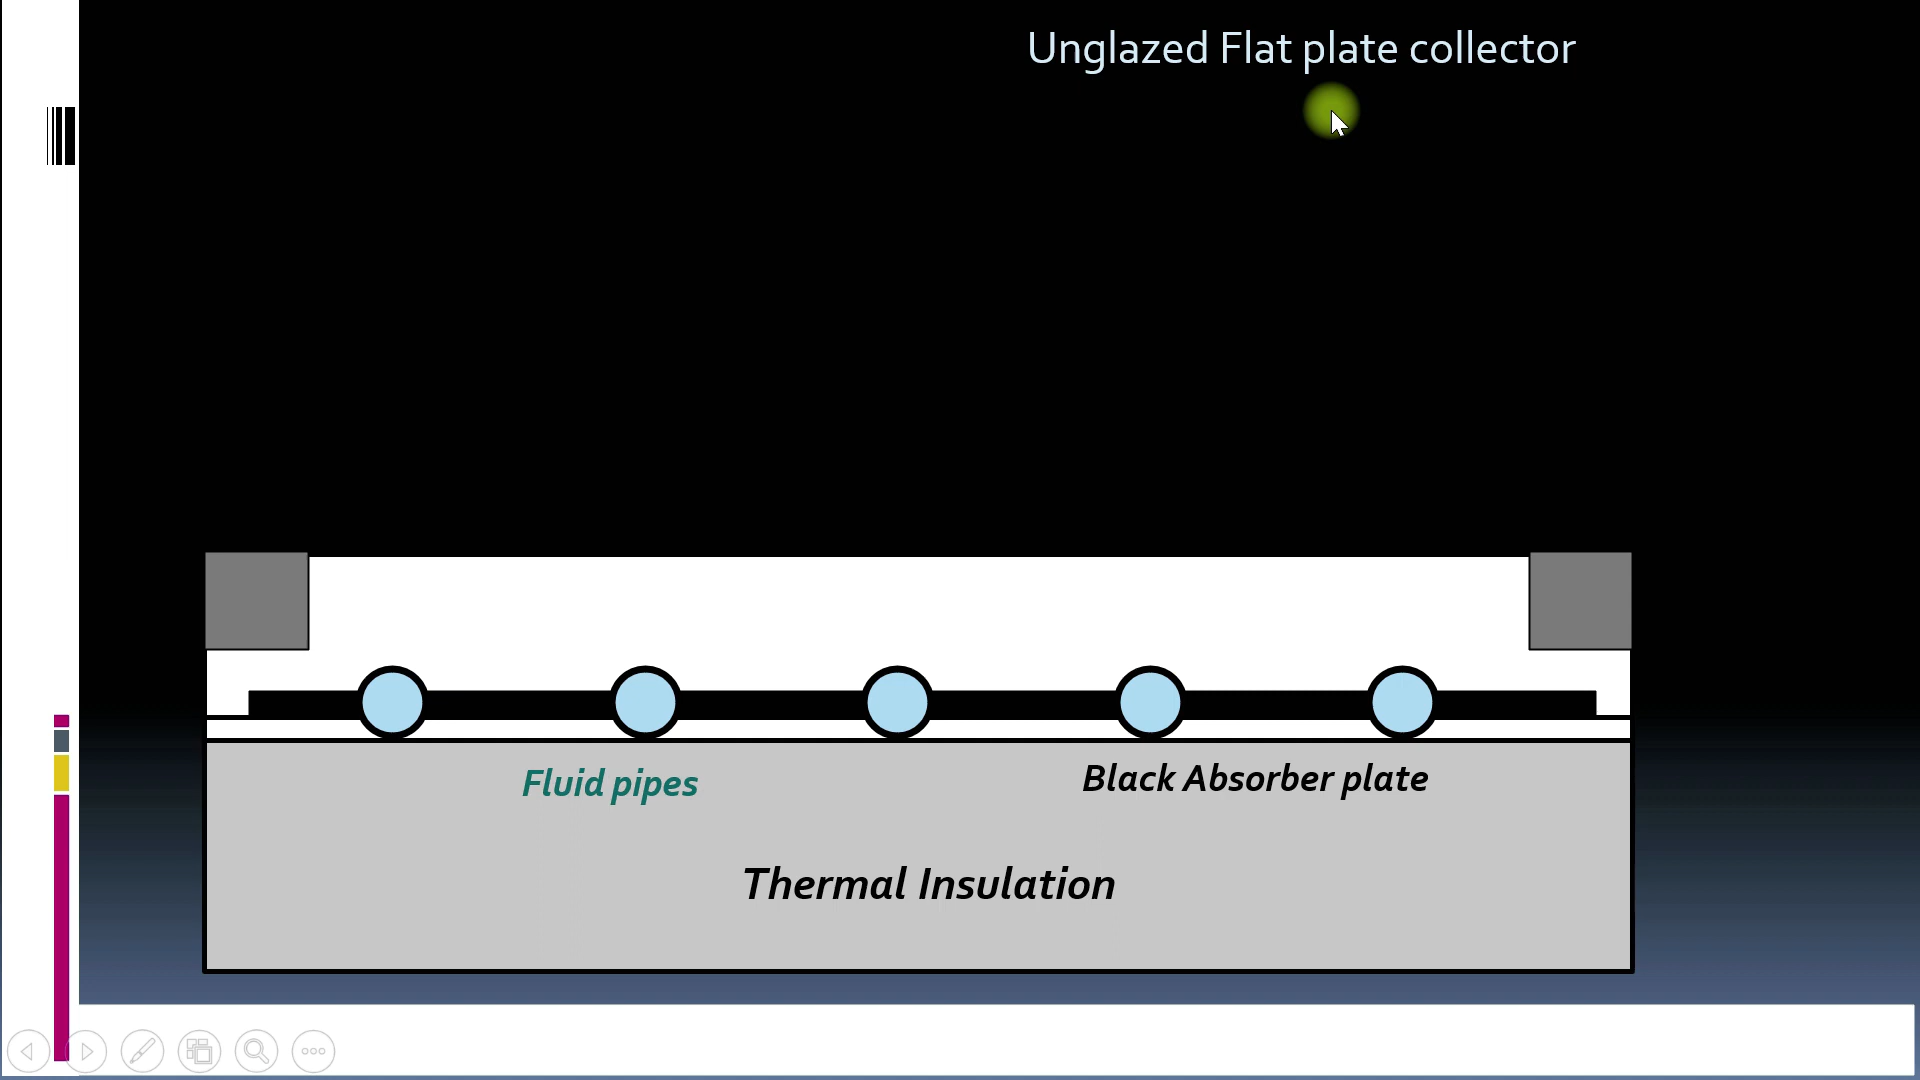 Unglazed Flat plate collector
Fluid pipes
Black Absorber plate
Thermal Insulation